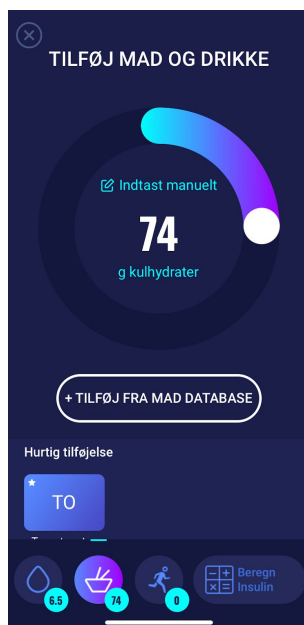 TILFØJ MAD OG DRIKKE
Indtast manuelt
74
g kulhydrater
+ TILFØJ FRA MAD DATABASE
Hurtig tilføjelse
TO
6.5
74
0
Beregn
Insulin